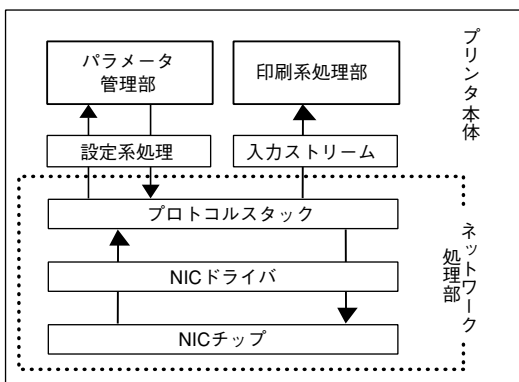 パラメータ
管理部
印刷系処理部
プリンタ本体
設定系処理
入力ストリーム
プロトコルスタック
NICドライバ
NICチップ
ネットワーク
処理部